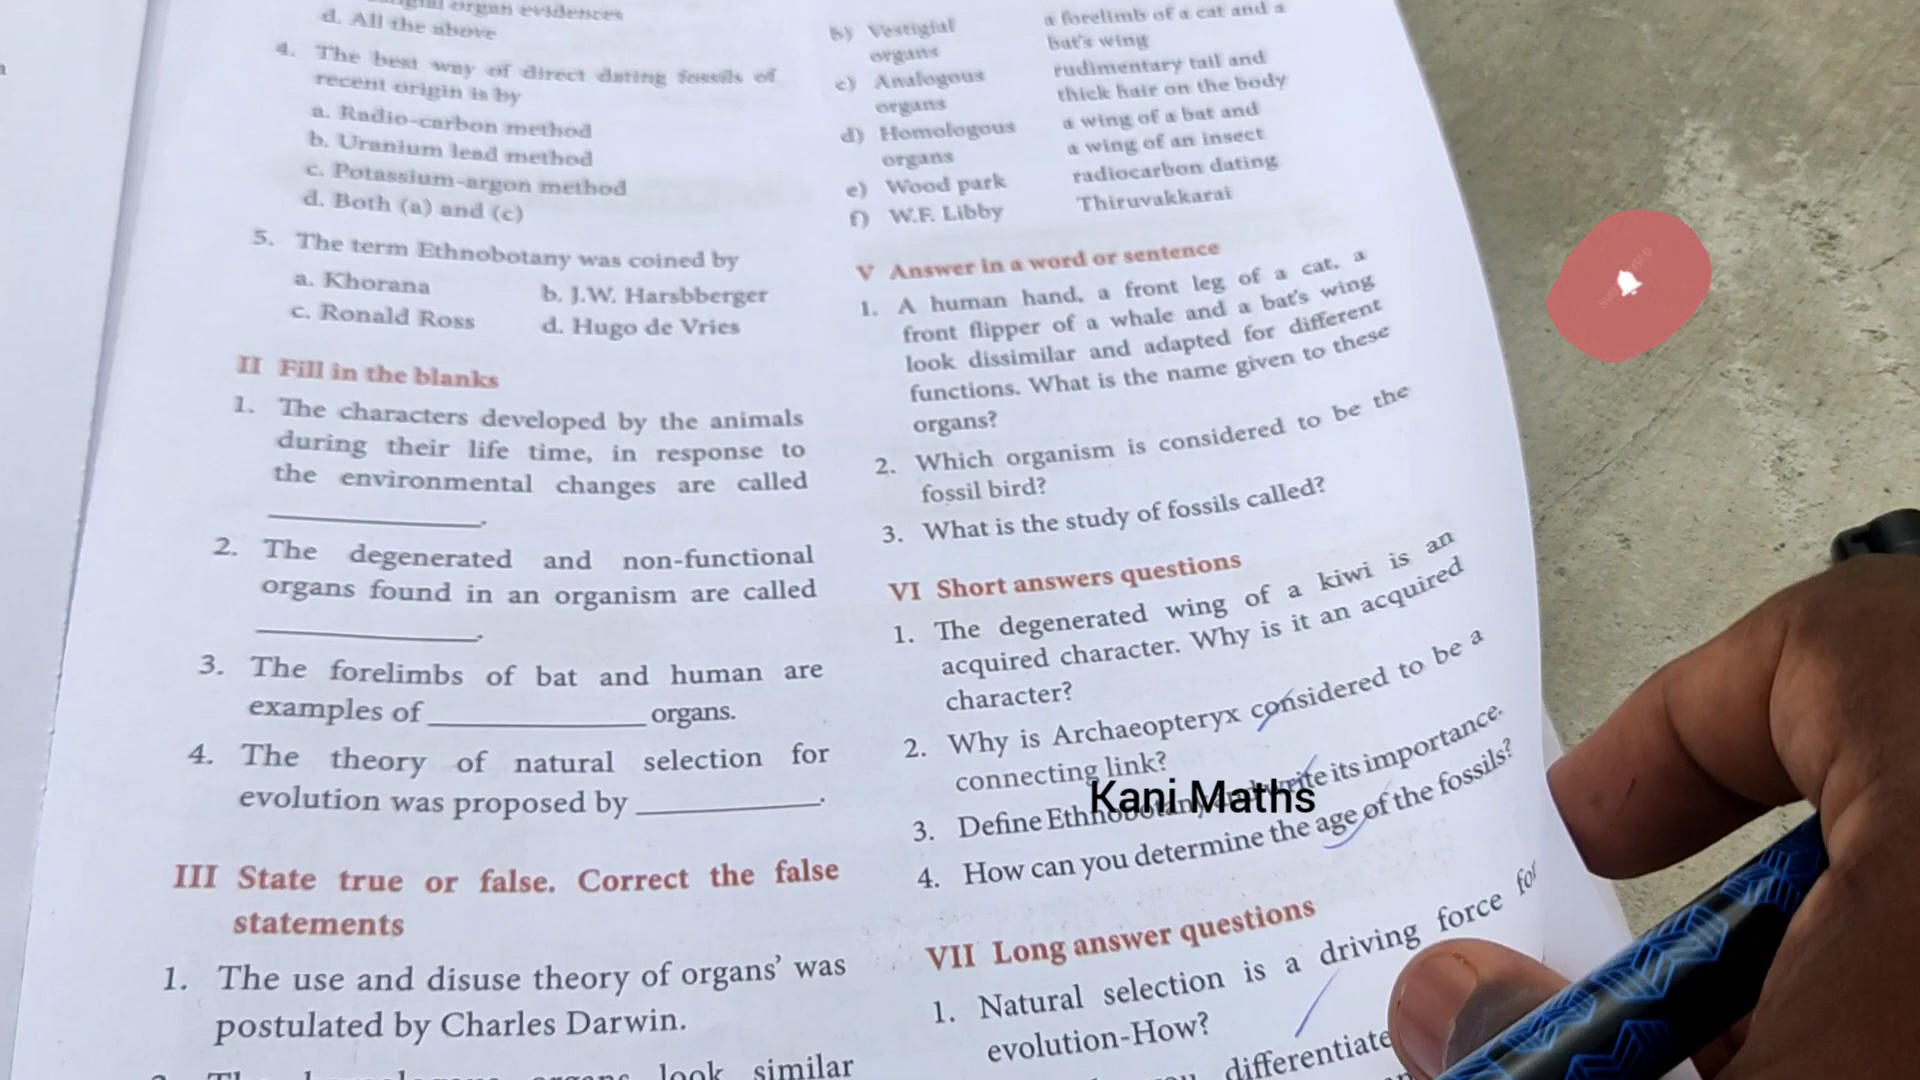 organ evidences
d. All the above
4. The best way of direct dating fossils of
recent origin is by
a. Radio-carbon method
b. Uranium lead method
c. Potassium-argon method
d. Both (a) and (c)
5. The term Ethnobotany was coined by
a. Khorana b. J.W. Harsbberger
c. Ronald Ross d. Hugo de Vries
II Fill in the blanks
1. The characters developed by the animals
during their life time, in response to
the environmental changes are called
____________.
2. The degenerated and non-functional
organs found in an organism are called
____________.
3. The forelimbs of bat and human are
examples of ____________ organs.
4. The theory of natural selection for
evolution was proposed by ____________.
III State true or false. Correct the false
statements
1. The use and disuse theory of organs' was
postulated by Charles Darwin.
organs look similar
b) Vestigial a forelimb of a cat and a
organs bat's wing
c) Analogous rudimentary tail and
organs thick hair on the body
d) Homologous a wing of a bat and
organs a wing of an insect
e) Wood park radiocarbon dating
f) W.F. Libby Thiruvakkarai
V Answer in a word or sentence
1. A human hand, a front leg of a cat, a
front flipper of a whale and a bat's wing
look dissimilar and adapted for different
functions. What is the name given to these
organs?
2. Which organism is considered to be the
fossil bird?
3. What is the study of fossils called?
VI Short answers questions
1. The degenerated wing of a kiwi is an
acquired character. Why is it an acquired
character?
2. Why is Archaeopteryx considered to be a
connecting link?
Kani Maths
3. Define Ethnobotany and write its importance.
4. How can you determine the age of the fossils?
VII Long answer questions
1. Natural selection is a driving force for
evolution-How?
differentiate